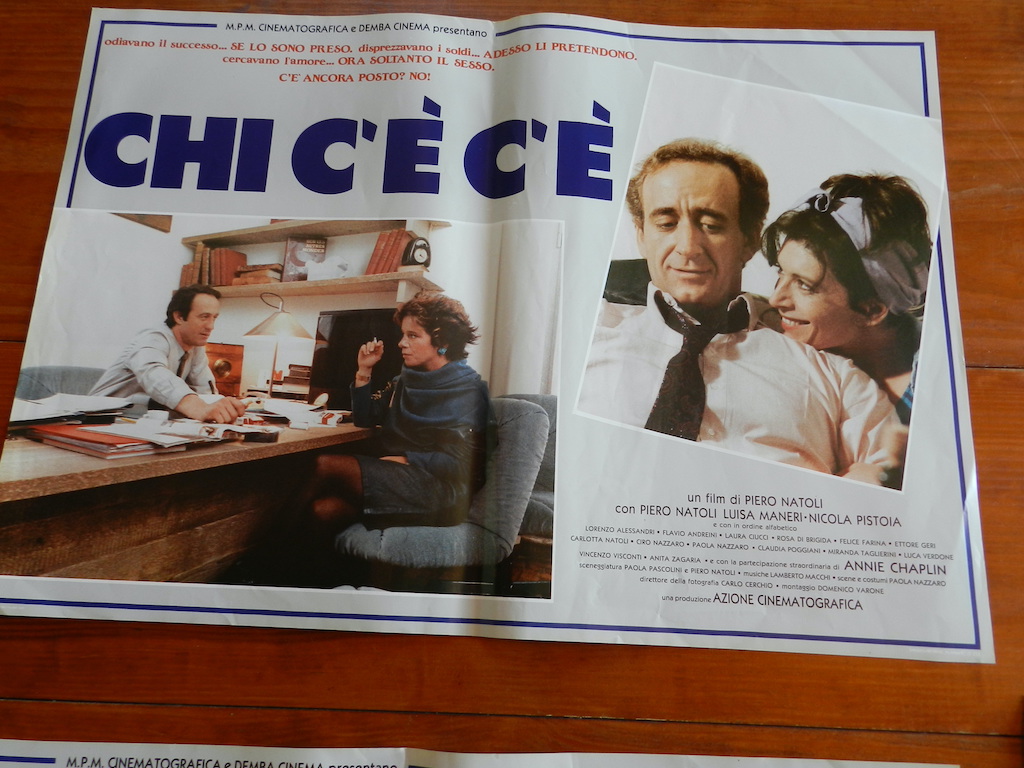 M.P.M. CINEMATOGRAFICA e DEMBA CINEMA presentano
odiavano il successo... SE LO SONO PRESO, disprezzavano i soldi... ADESSO LI PRETENDONO.
cercavano l'amore... ORA SOLTANTO IL SESSO.
C'E' ANCORA POSTO? NO!
CHI C'È C'È
un film di PIERO NATOLI
con PIERO NATOLI LUISA MANERI • NICOLA PISTOIA
e con in ordine alfabetico
LORENZO ALESSANDRI • FLAVIO ANDREINI • LAURA CIUCCI • ROSA DI BRIGIDA • FELICE FARINA • ETTORE GERI
CARLOTTA NATOLI • CIRO NAZZARO • PAOLA NAZZARO • CLAUDIA POGGIANI • MIRANDA TAGLIERINI • LUCA VERDONE
VINCENZO VISCONTI • ANITA ZAGARIA • e con la partecipazione straordinaria di ANNIE CHAPLIN
sceneggiatura PAOLA PASCOLINI e PIERO NATOLI • musiche LAMBERTO MACCHI • scene e costumi PAOLA NAZZARO
direttore della fotografia CARLO CERCHIO • montaggio DOMENICO VARONE
una produzione AZIONE CINEMATOGRAFICA
M.P.M. CINEMATOGRAFICA e DEMBA CINEMA presentano